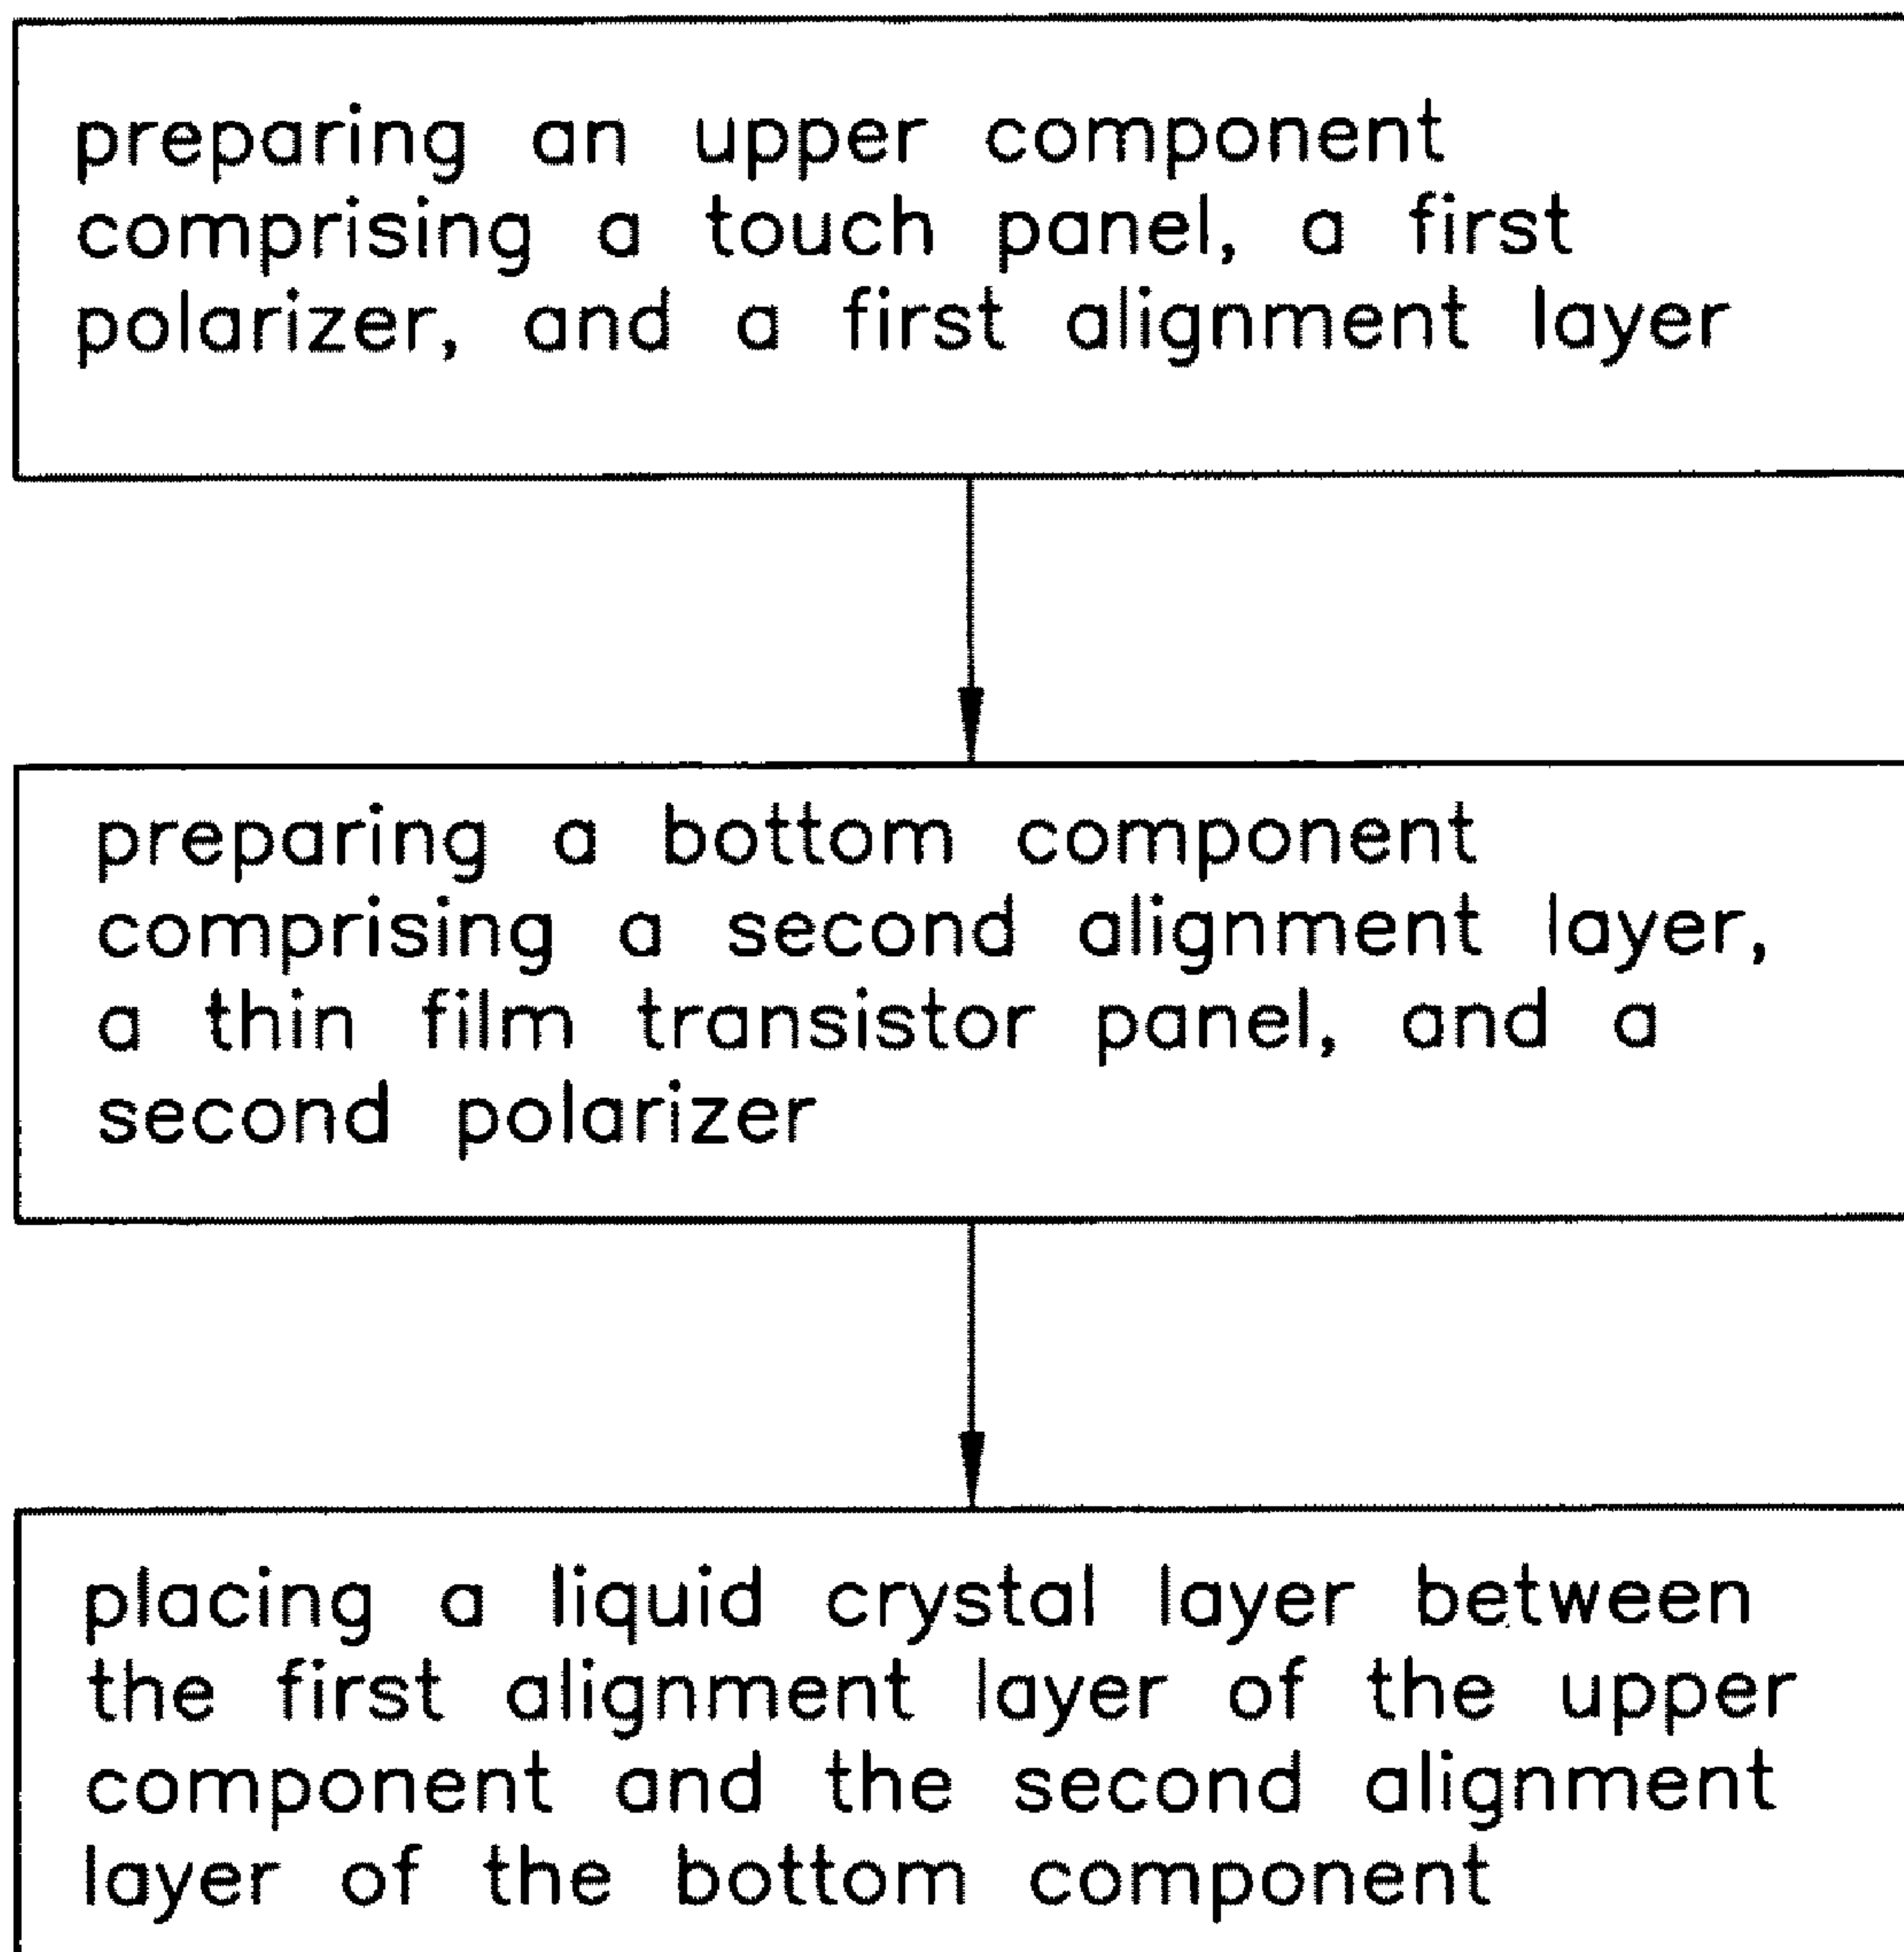 preparing an upper component
comprising a touch panel, a first
polarizer, and a first alignment layer
preparing a bottom component
comprising a second alignment layer,
a thin film transistor panel, and a
second polarizer
placing a liquid crystal layer between
the first alignment layer of the upper
component and the second alignment
layer of the bottom component